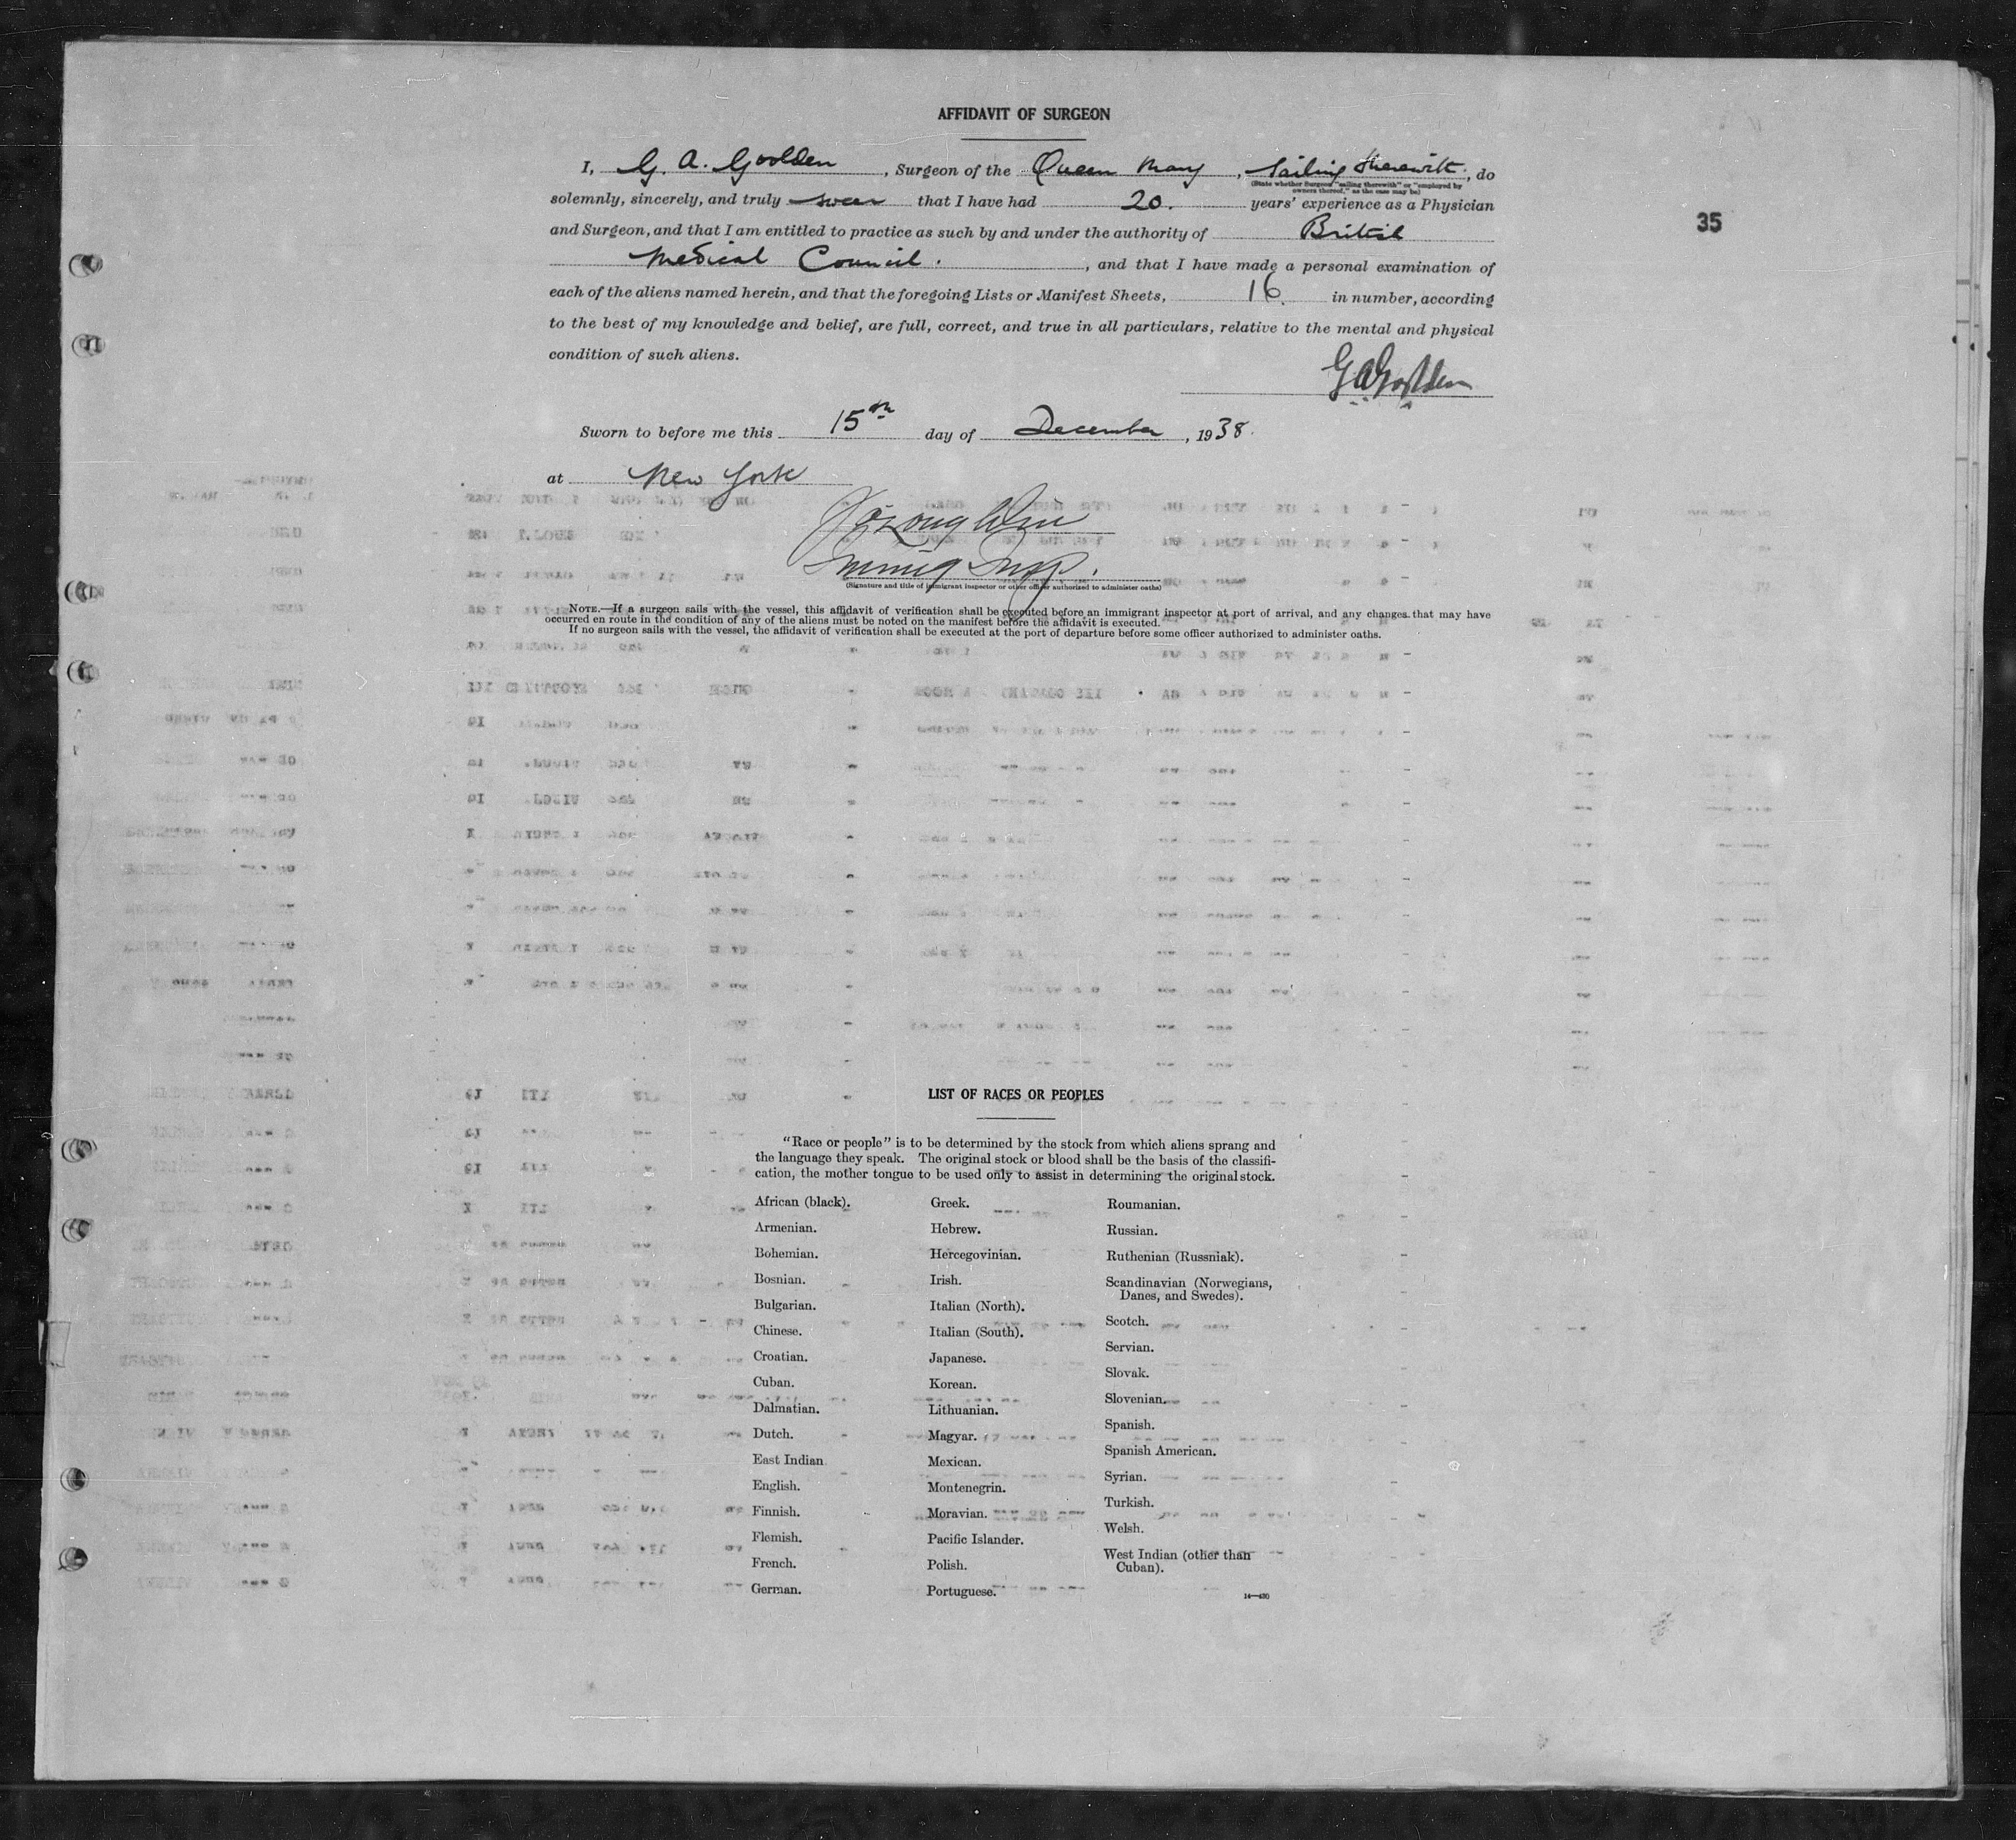 AFFIDAVIT OF SURGEON
I, G. A. Goolden, Surgeon of the Queen Mary, Sailing therewith, do
(State whether Surgeon "sailing therewith" or "employed by
owners thereof," as the case may be)
solemnly, sincerely, and truly swear that I have had 20. years' experience as a Physician
35
and Surgeon, and that I am entitled to practice as such by and under the authority of British
Medical Council., and that I have made a personal examination of
each of the aliens named herein, and that the foregoing Lists or Manifest Sheets, 16. in number, according
to the best of my knowledge and belief, are full, correct, and true in all particulars, relative to the mental and physical
condition of such aliens.
G A Goolden
Sworn to before me this 15th day of December, 1938.
at New York
Immig Insp.
(Signature and title of immigrant inspector or other officer authorized to administer oaths)
NOTE.—If a surgeon sails with the vessel, this affidavit of verification shall be executed before an immigrant inspector at port of arrival, and any changes that may have
occurred en route in the condition of any of the aliens must be noted on the manifest before the affidavit is executed.
If no surgeon sails with the vessel, the affidavit of verification shall be executed at the port of departure before some officer authorized to administer oaths.
LIST OF RACES OR PEOPLES
"Race or people" is to be determined by the stock from which aliens sprang and
the language they speak. The original stock or blood shall be the basis of the classifi-
cation, the mother tongue to be used only to assist in determining the original stock.
African (black).
Armenian.
Bohemian.
Bosnian.
Bulgarian.
Chinese.
Croatian.
Cuban.
Dalmatian.
Dutch.
East Indian
English.
Finnish.
Flemish.
French.
German.
Greek.
Hebrew.
Hercegovinian.
Irish.
Italian (North).
Italian (South).
Japanese.
Korean.
Lithuanian.
Magyar.
Mexican.
Montenegrin.
Moravian.
Pacific Islander.
Polish.
Portuguese.
Roumanian.
Russian.
Ruthenian (Russniak).
Scandinavian (Norwegians,
Danes, and Swedes).
Scotch.
Servian.
Slovak.
Slovenian.
Spanish.
Spanish American.
Syrian.
Turkish.
Welsh.
West Indian (other than
Cuban).
14—430